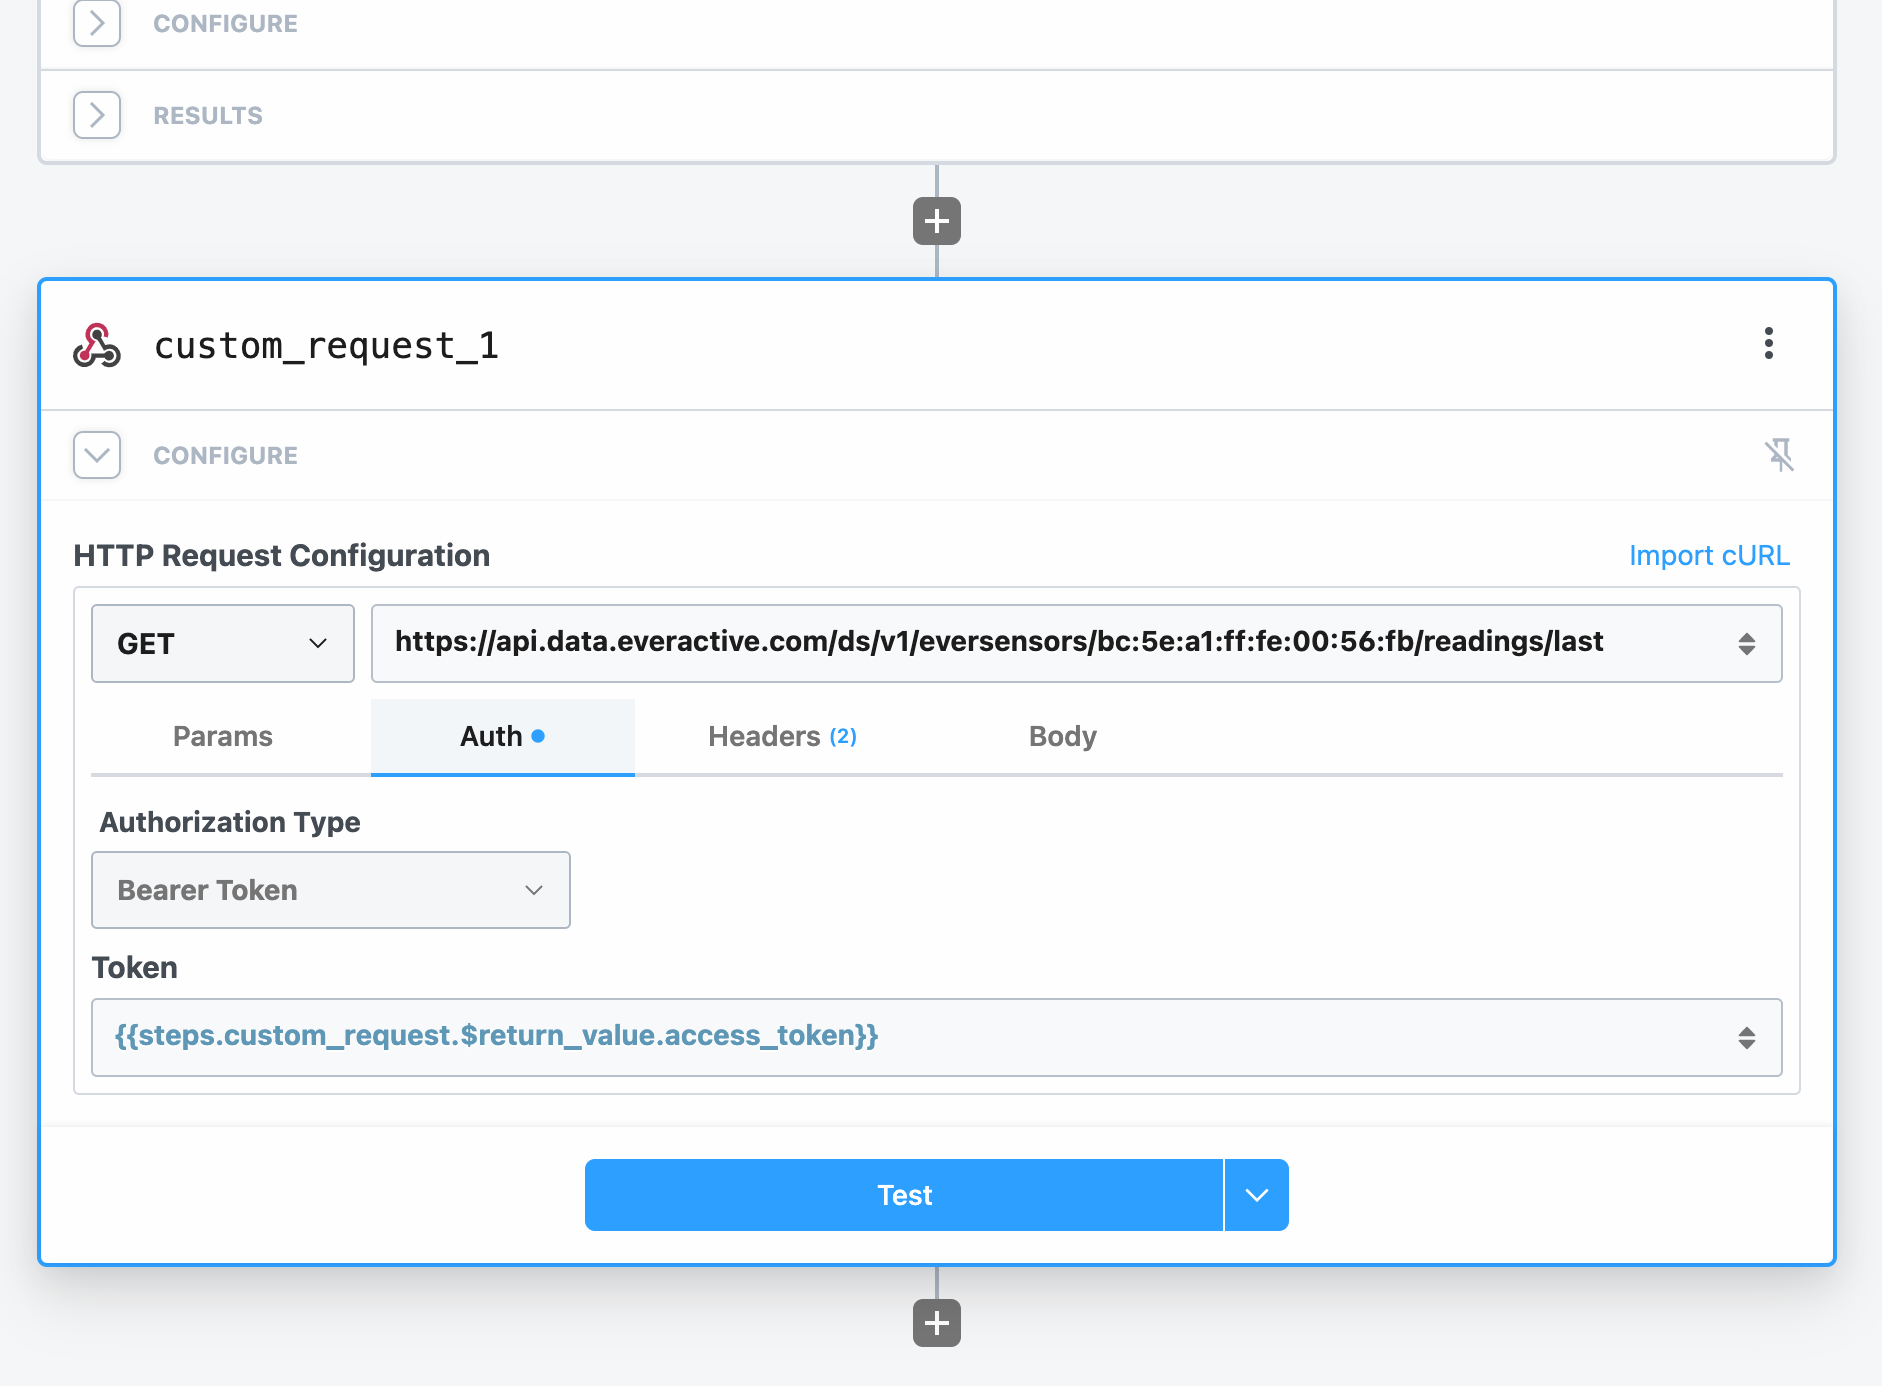 CONFIGURE
RESULTS
custom_request_1
CONFIGURE
HTTP Request Configuration
Import cURL
GET
https://api.data.everactive.com/ds/v1/eversensors/bc:5e:a1:ff:fe:00:56:fb/readings/last
Params
Auth
Headers (2)
Body
Authorization Type
Bearer Token
Token
{{steps.custom_request.$return_value.access_token}}
Test